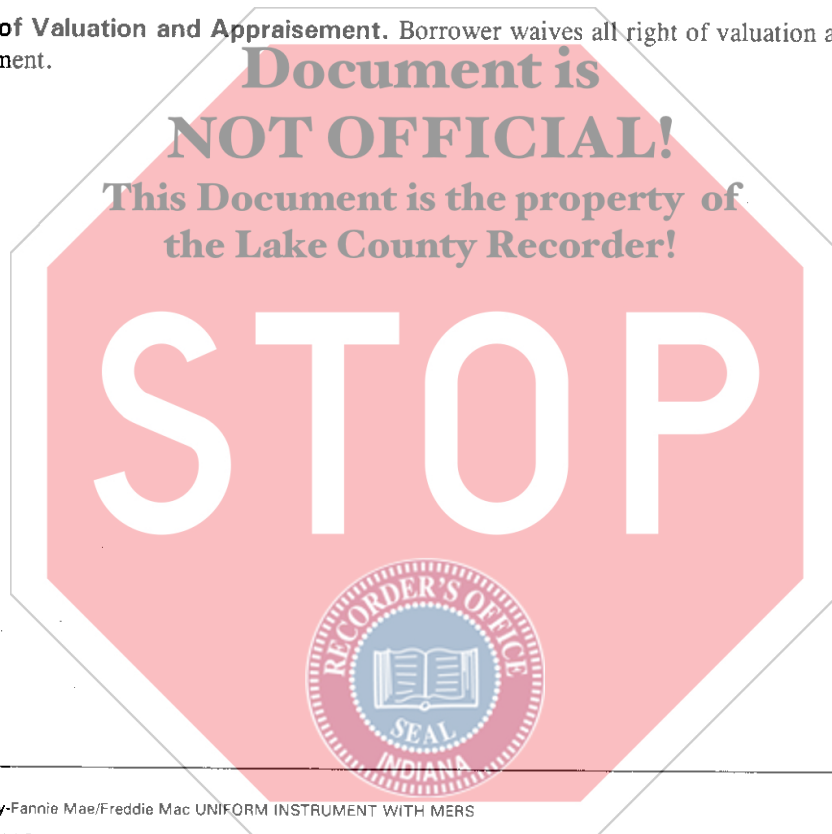 of Valuation and Appraisement. Borrower waives all right of valuation a
ment.
Document is
NOT OFFICIAL!
This Document is the property of
the Lake County Recorder!
STOP
RECORDER'S OFFICE
SEAL
INDIANA
y-Fannie Mae/Freddie Mac UNIFORM INSTRUMENT WITH MERS